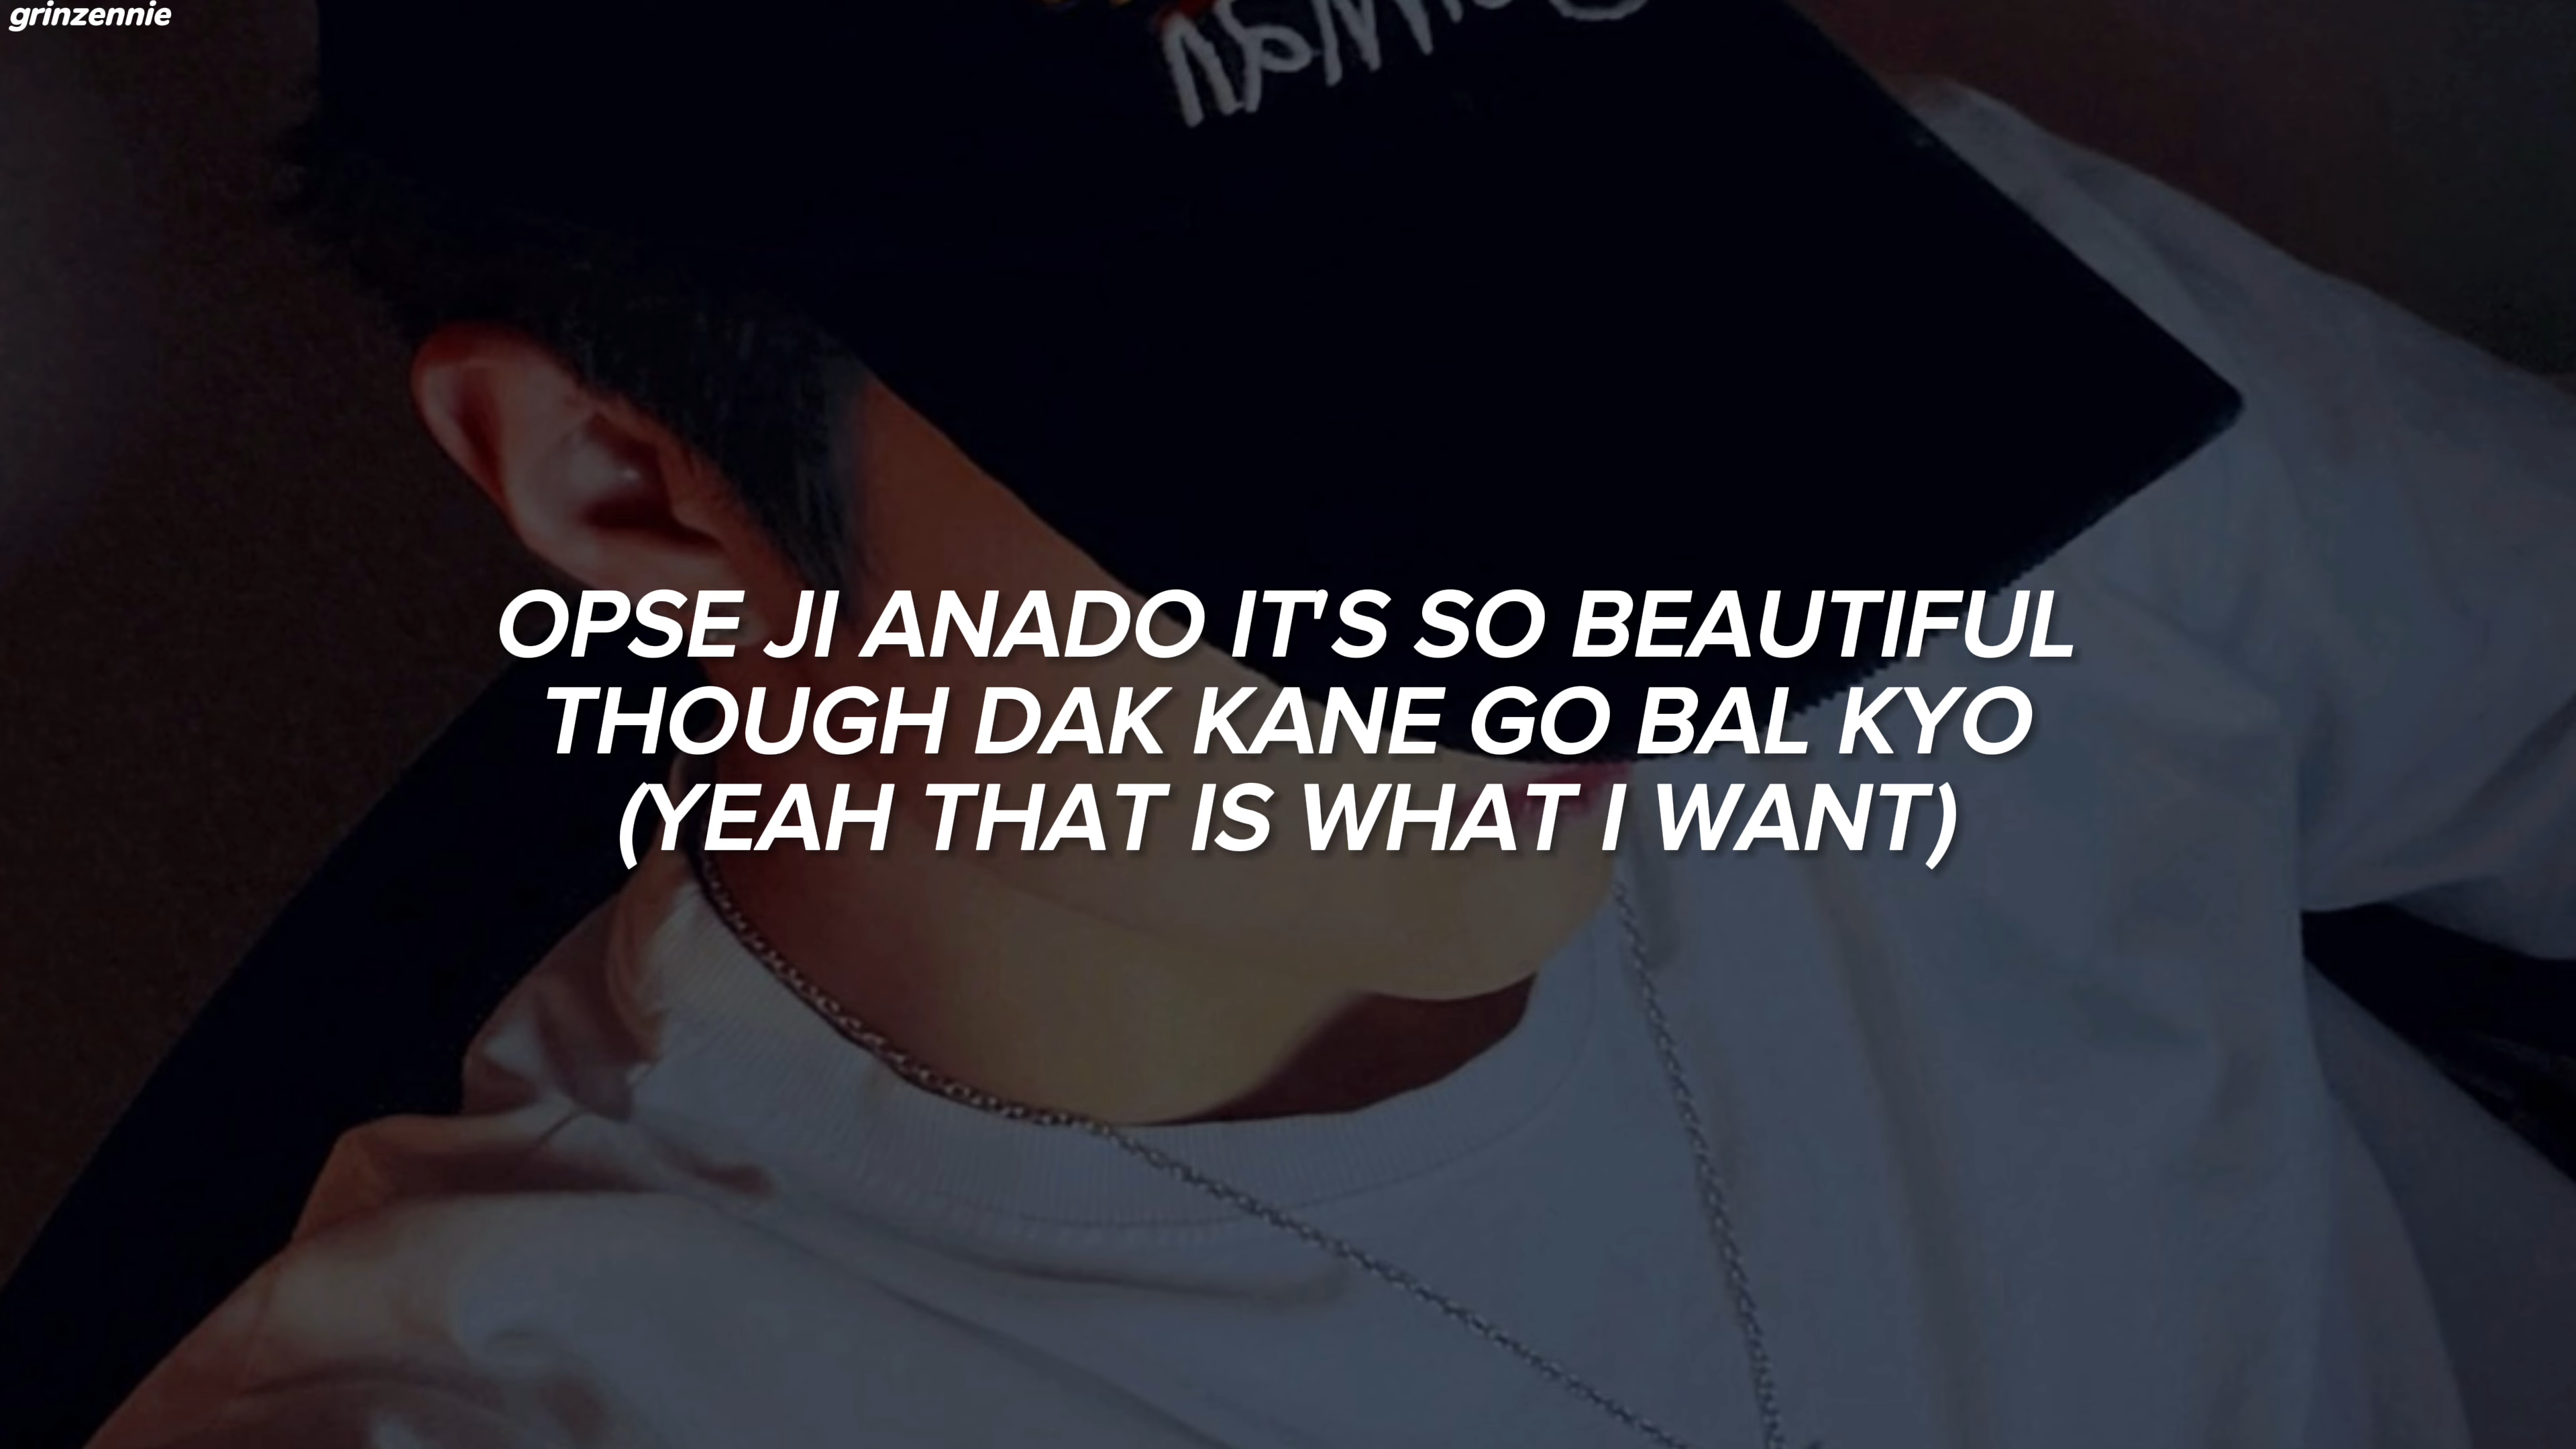 grinzennie
OPSE JI ANADO IT'S SO BEAUTIFUL
THOUGH DAK KANE GO BAL KYO
(YEAH THAT IS WHAT I WANT)